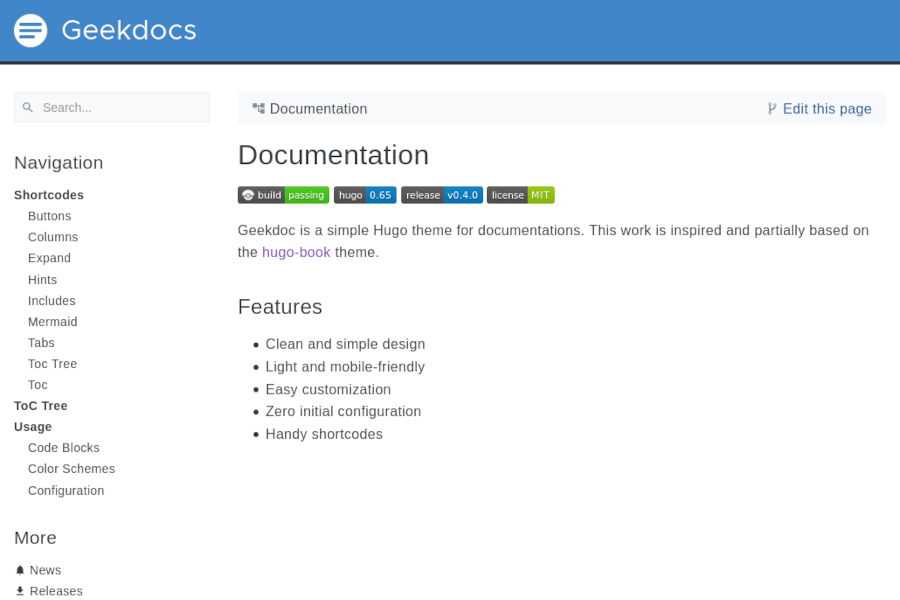 Geekdocs
Search...
Navigation
Shortcodes
Buttons
Columns
Expand
Hints
Includes
Mermaid
Tabs
Toc Tree
Toc
ToC Tree
Usage
Code Blocks
Color Schemes
Configuration
More
News
Releases
Documentation Edit this page
Documentation
build passing hugo 0.65 release v0.4.0 license MIT
Geekdoc is a simple Hugo theme for documentations. This work is inspired and partially based on
the hugo-book theme.
Features
Clean and simple design
Light and mobile-friendly
Easy customization
Zero initial configuration
Handy shortcodes